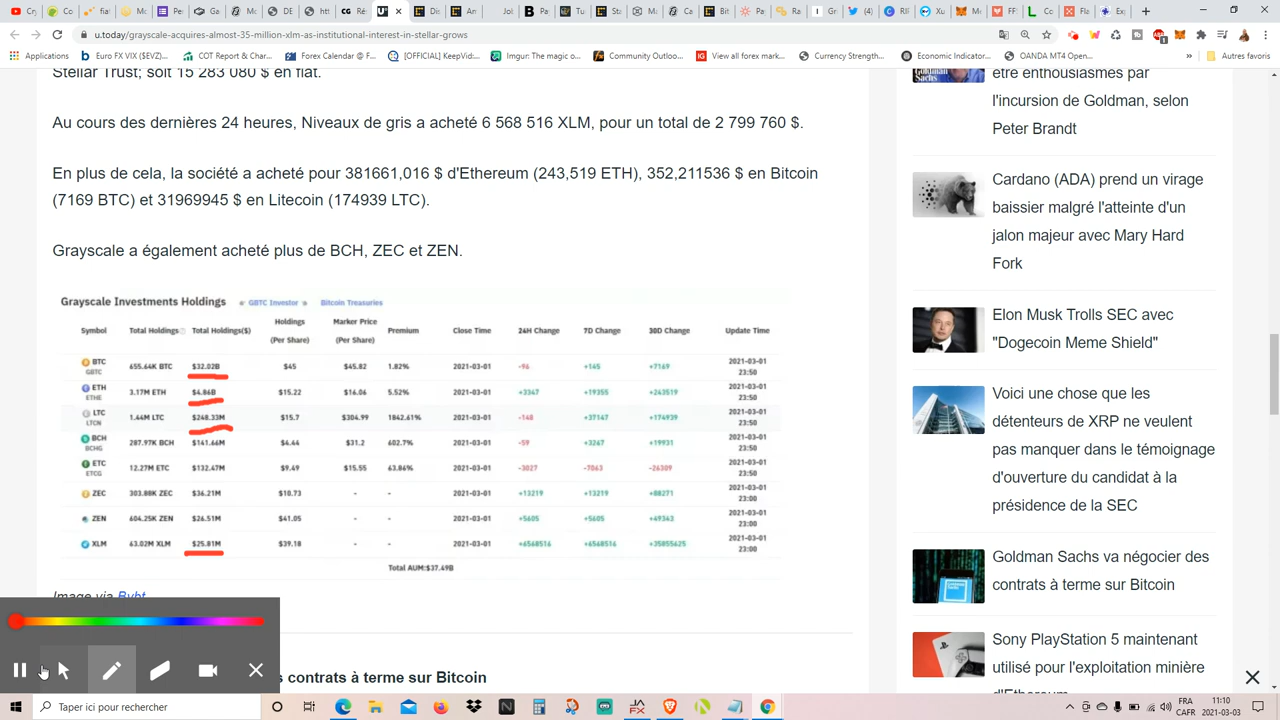 u.today/grayscale-acquires-almost-35-million-xlm-as-institutional-interest-in-stellar-grows
Applications Euro FX VIX ($EVZ)... COT Report & Char... Forex Calendar @ F... [OFFICIAL] KeepVid:... Imgur: The magic o... Community Outloo... View all forex mark... Currency Strength... Economic Indicator... OANDA MT4 Open... » Autres favoris
Stellar Trust; soit 15 283 080 $ en fiat.
Au cours des dernières 24 heures, Niveaux de gris a acheté 6 568 516 XLM, pour un total de 2 799 760 $.
En plus de cela, la société a acheté pour 381661,016 $ d'Ethereum (243,519 ETH), 352,211536 $ en Bitcoin
(7169 BTC) et 31969945 $ en Litecoin (174939 LTC).
Grayscale a également acheté plus de BCH, ZEC et ZEN.
Grayscale Investments Holdings GBTC Investor Bitcoin Treasuries
Symbol Total Holdings Total Holdings($) Holdings (Per Share) Marker Price (Per Share) Premium Close Time 24H Change 7D Change 30D Change Update Time
BTC GBTC 655.64K BTC $32.02B $45 $45.82 1.82% 2021-03-01 -96 +145 +7169 2021-03-01 23:50
ETH ETHE 3.17M ETH $4.86B $15.22 $16.06 5.52% 2021-03-01 +3347 +19355 +243519 2021-03-01 23:50
LTC LTCN 1.44M LTC $248.33M $15.7 $304.99 1842.61% 2021-03-01 -148 +37147 +174939 2021-03-01 23:50
BCH BCHG 287.97K BCH $141.66M $4.44 $31.2 602.7% 2021-03-01 -59 +3267 +19931 2021-03-01 23:50
ETC ETCG 12.27M ETC $132.47M $9.49 $15.55 63.86% 2021-03-01 -3027 -7063 -26309 2021-03-01 23:50
ZEC 303.88K ZEC $36.21M $10.73 - - 2021-03-01 +13219 +13219 +88271 2021-03-01 23:00
ZEN 604.25K ZEN $26.51M $41.05 - - 2021-03-01 +5605 +5605 +49343 2021-03-01 23:00
XLM 63.02M XLM $25.81M $39.18 - - 2021-03-01 +6568516 +6568516 +35855625 2021-03-01 23:00
Total AUM:$37.49B
Image via Bybt
s contrats à terme sur Bitcoin
être enthousiasmés par
l'incursion de Goldman, selon
Peter Brandt
Cardano (ADA) prend un virage
baissier malgré l'atteinte d'un
jalon majeur avec Mary Hard
Fork
Elon Musk Trolls SEC avec
"Dogecoin Meme Shield"
Voici une chose que les
détenteurs de XRP ne veulent
pas manquer dans le témoignage
d'ouverture du candidat à la
présidence de la SEC
Goldman Sachs va négocier des
contrats à terme sur Bitcoin
Sony PlayStation 5 maintenant
utilisé pour l'exploitation minière
d'Ethereum
Taper ici pour rechercher
FRA
CAFR
11:10
2021-03-03